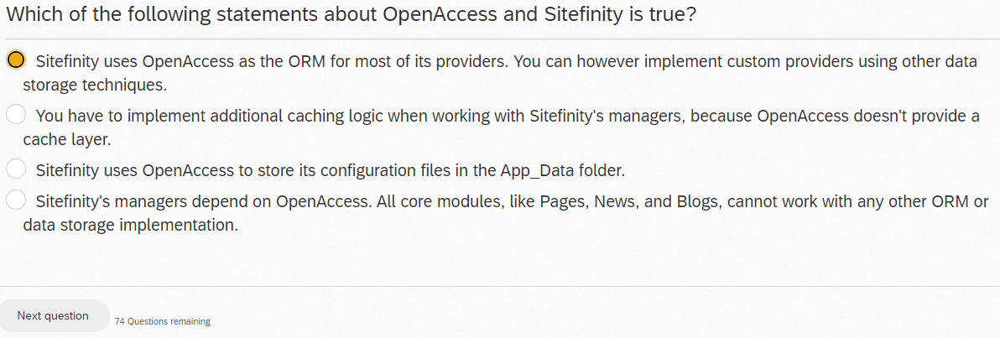 Which of the following statements about OpenAccess and Sitefinity is true?
Sitefinity uses OpenAccess as the ORM for most of its providers. You can however implement custom providers using other data
storage techniques.
You have to implement additional caching logic when working with Sitefinity's managers, because OpenAccess doesn't provide a
cache layer.
Sitefinity uses OpenAccess to store its configuration files in the App_Data folder.
Sitefinity's managers depend on OpenAccess. All core modules, like Pages, News, and Blogs, cannot work with any other ORM or
data storage implementation.
Next question
74 Questions remaining